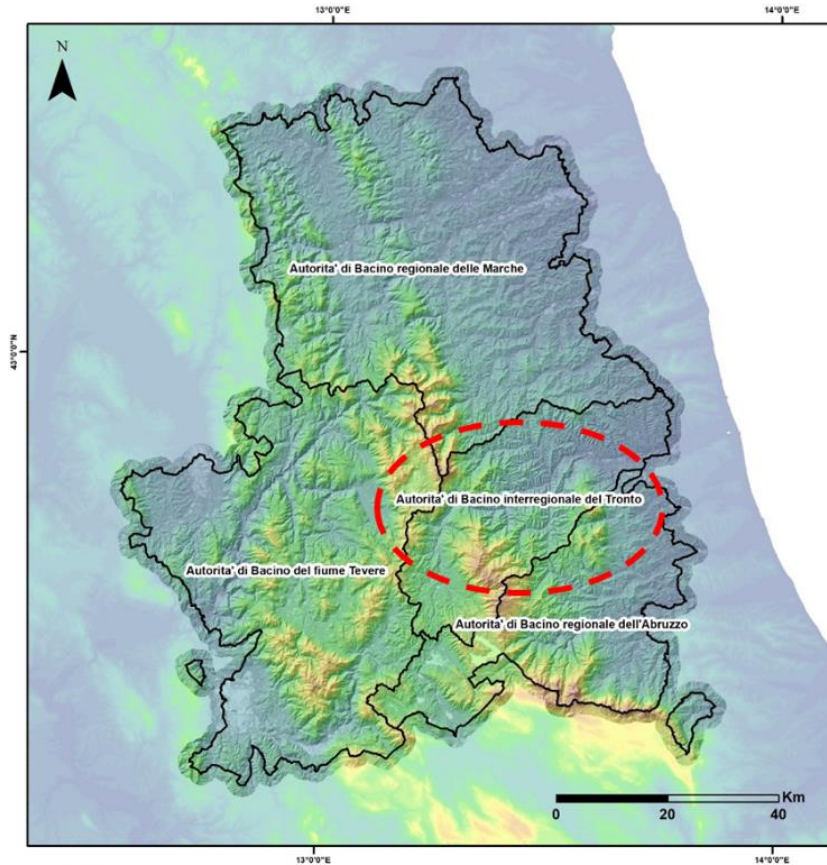 13°0'0"E
14°0'0"E
N
Autorita' di Bacino regionale delle Marche
43°0'0"N
Autorita' di Bacino interregionale del Tronto
Autorita' di Bacino del fiume Tevere
Autorita' di Bacino regionale dell'Abruzzo
Km
0
20
40
13°0'0"E
14°0'0"E